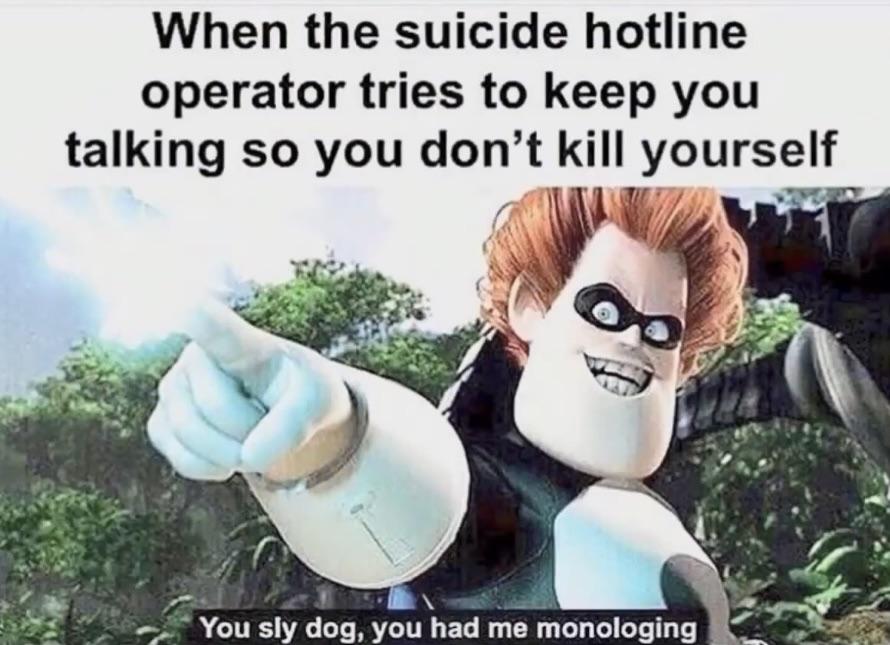 When the suicide hotline
operator tries to keep you
talking so you don't kill yourself
You sly dog, you had me monologing